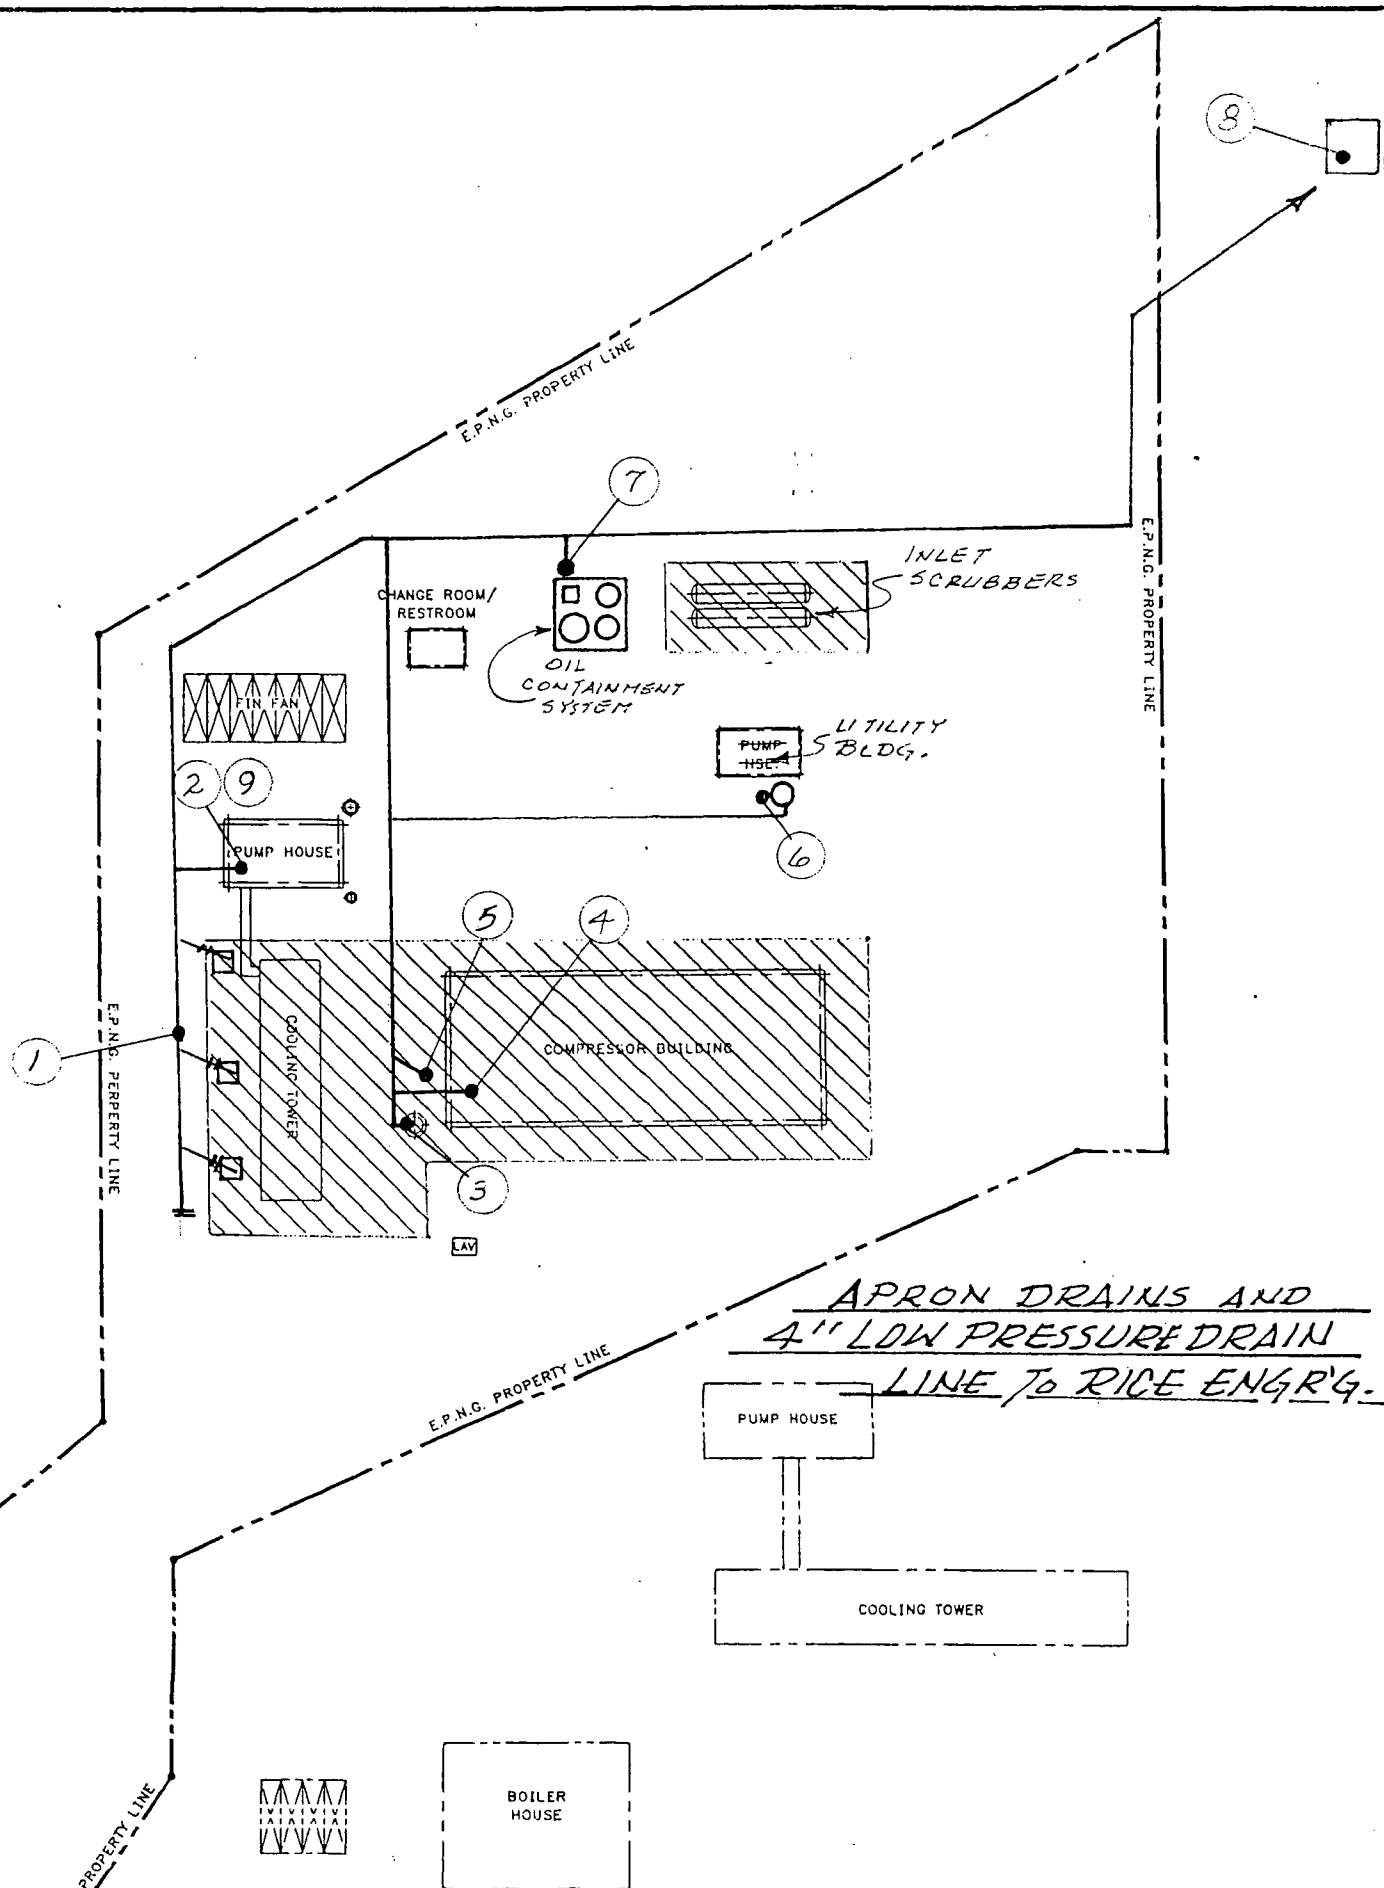 8
E.P.N.G. PROPERTY LINE
7
INLET
SCRUBBERS
E.P.N.G. PROPERTY LINE
CHANGE ROOM/
RESTROOM
OIL
CONTAINMENT
SYSTEM
FIN FAN
UTILITY
BLDG.
PUMP
HSE.
2 9
PUMP HOUSE
6
5
4
1
E.P.N.G. PERPERTY LINE
COOLING TOWER
COMPRESSOR BUILDING
3
LAV
APRON DRAINS AND
4" LOW PRESSURE DRAIN
LINE TO RICE ENGR'G.
E.P.N.G. PROPERTY LINE
PUMP HOUSE
COOLING TOWER
PROPERTY LINE
BOILER
HOUSE